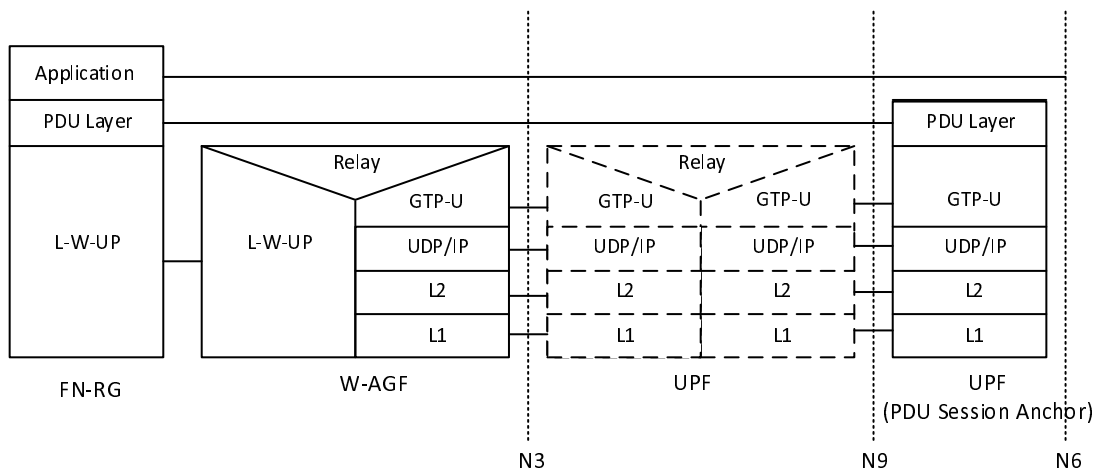 Application
PDU Layer
PDU Layer
Relay
Relay
GTP-U
GTP-U
GTP-U
GTP-U
L-W-UP
L-W-UP
UDP/IP
UDP/IP
UDP/IP
UDP/IP
L2
L2
L2
L2
L1
L1
L1
L1
FN-RG
W-AGF
UPF
UPF
(PDU Session Anchor)
N3
N9
N6